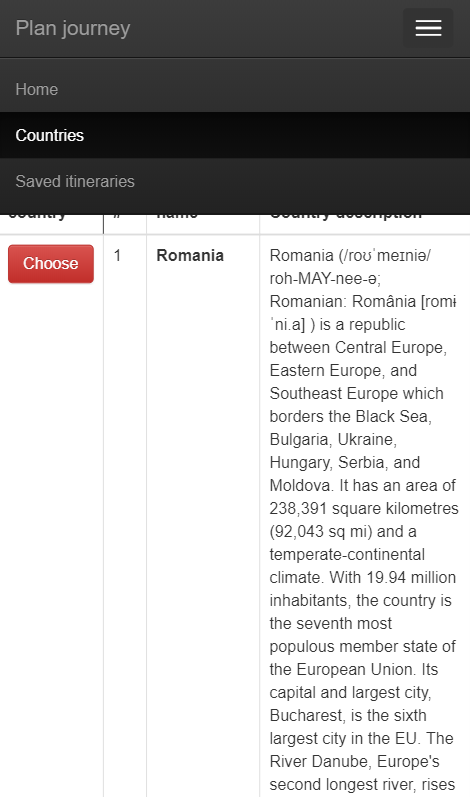 Plan journey
Home
Countries
Saved itineraries
country # name Country description
Choose 1 Romania Romania (/roʊˈmeɪniə/
roh-MAY-nee-ə;
Romanian: România [romɨ
ˈni.a] ) is a republic
between Central Europe,
Eastern Europe, and
Southeast Europe which
borders the Black Sea,
Bulgaria, Ukraine,
Hungary, Serbia, and
Moldova. It has an area of
238,391 square kilometres
(92,043 sq mi) and a
temperate-continental
climate. With 19.94 million
inhabitants, the country is
the seventh most
populous member state of
the European Union. Its
capital and largest city,
Bucharest, is the sixth
largest city in the EU. The
River Danube, Europe's
second longest river, rises